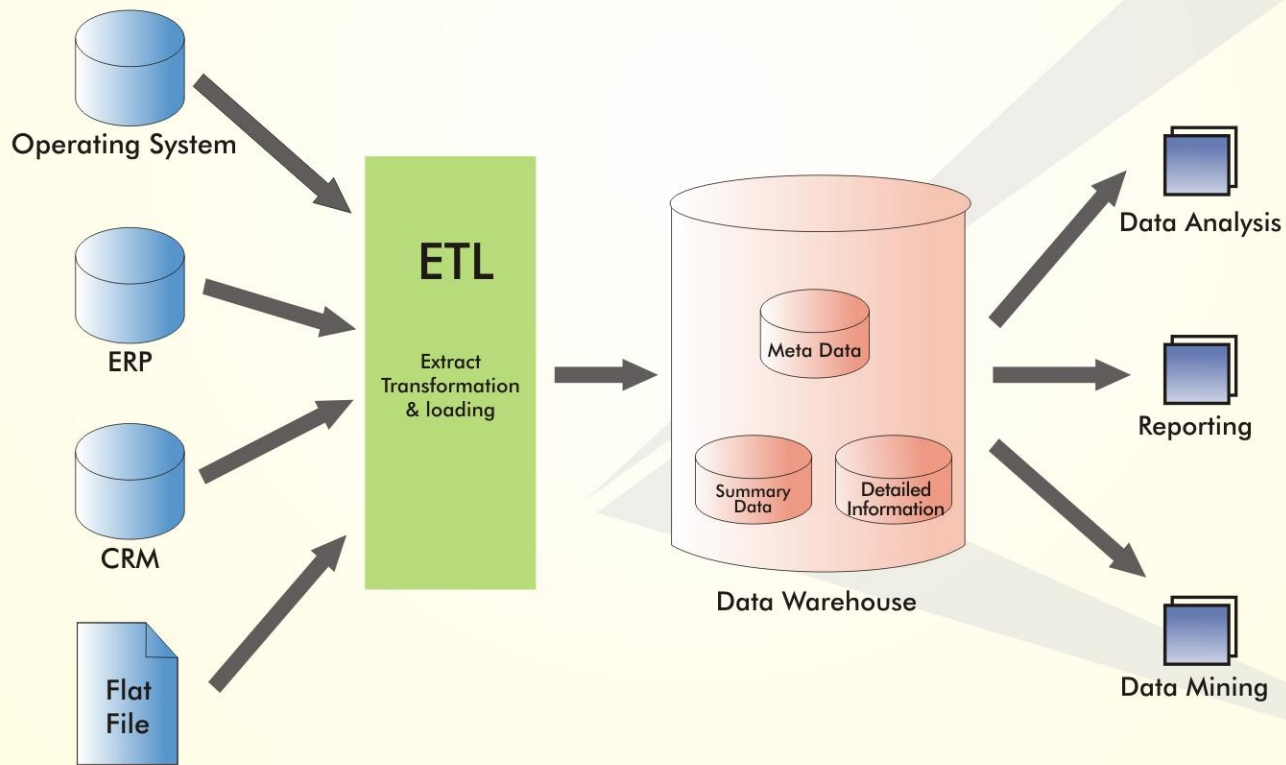 Operating System
ERP
CRM
Flat
File
ETL
Extract
Transformation
& loading
Meta Data
Summary
Data
Detailed
Information
Data Warehouse
Data Analysis
Reporting
Data Mining